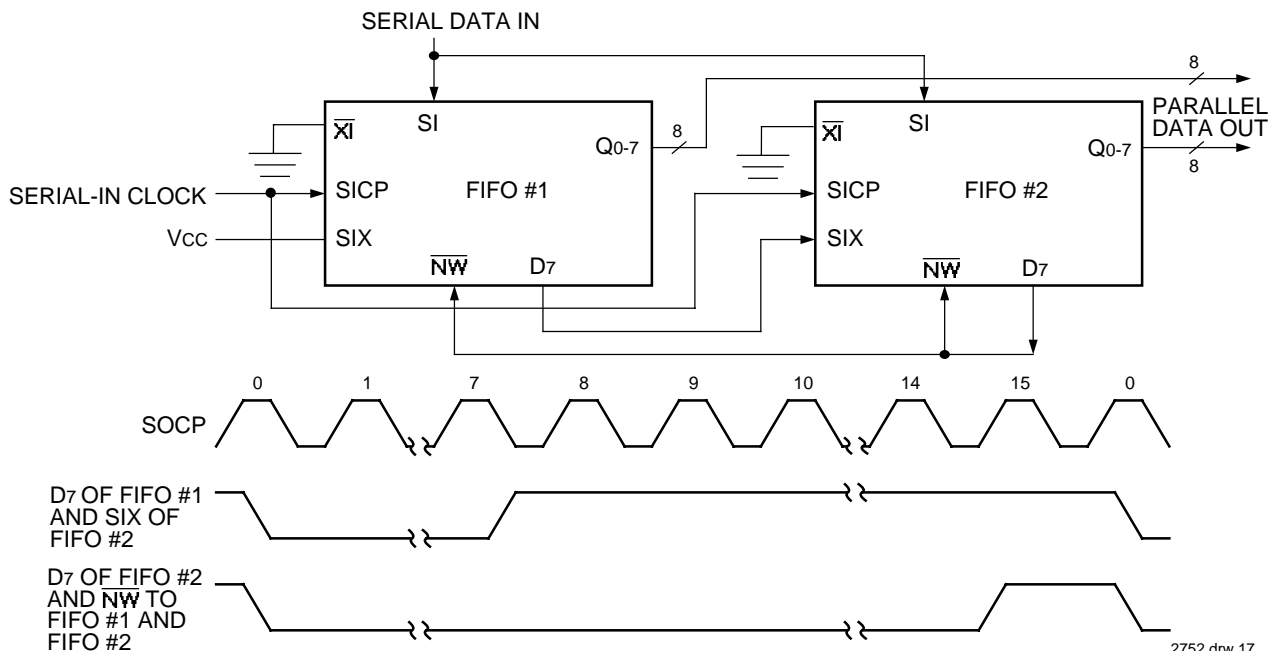 SERIAL DATA IN
8
PARALLEL
DATA OUT
XI
SI
Q0-7
8
XI
SI
Q0-7
8
SERIAL-IN CLOCK
SICP
FIFO #1
SICP
FIFO #2
VCC
SIX
SIX
NW
D7
NW
D7
0
1
7
8
9
10
14
15
0
SOCP
D7 OF FIFO #1
AND SIX OF
FIFO #2
D7 OF FIFO #2
AND NW TO
FIFO #1 AND
FIFO #2
2752 drw 17